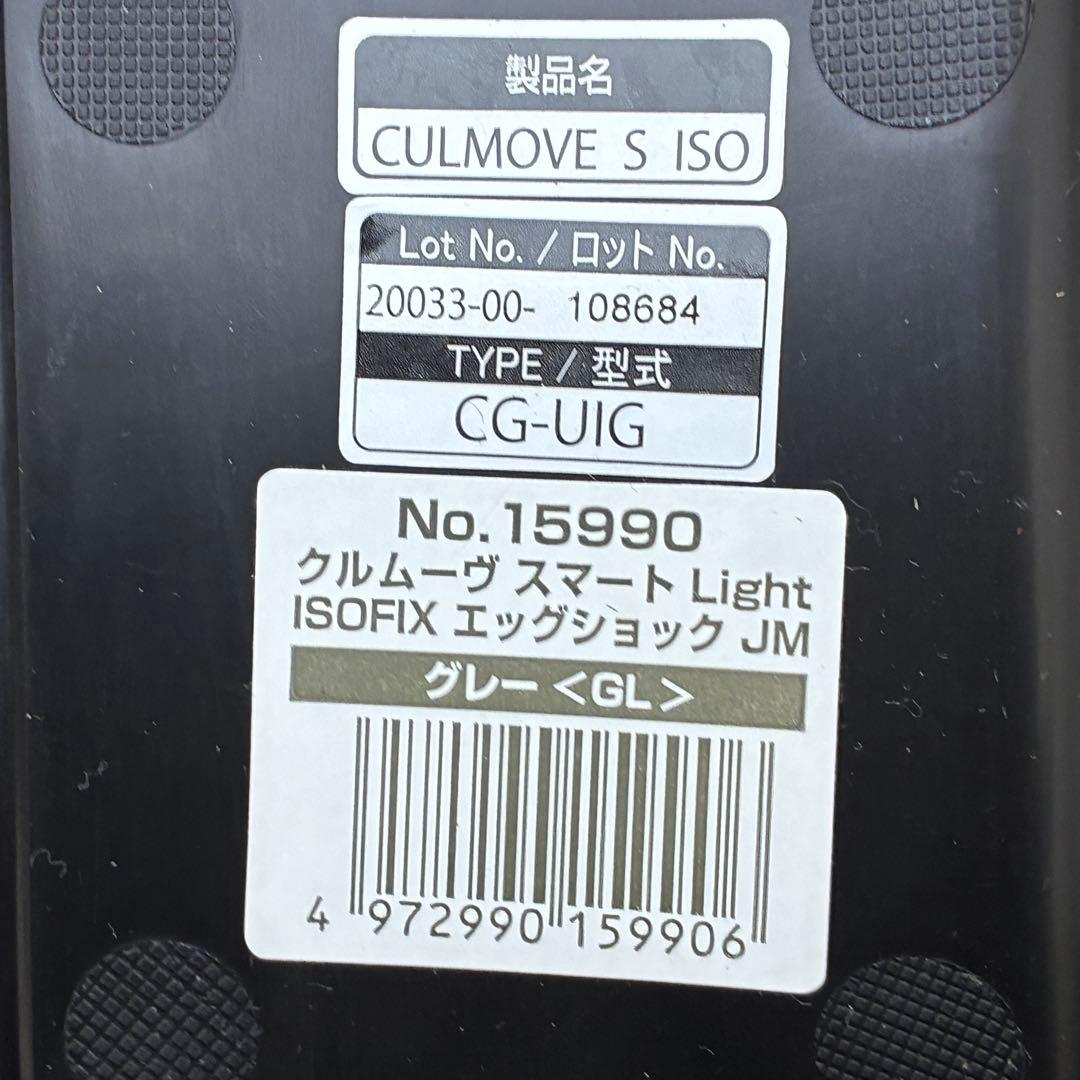 製品名
CULMOVE S ISO
Lot No. / ロット No.
20033-00- 108684
TYPE / 型式
CG-UIG
No.15990
クルムーヴ スマート Light
ISOFIX エッグショック JM
グレー <GL>
4 972990 159906